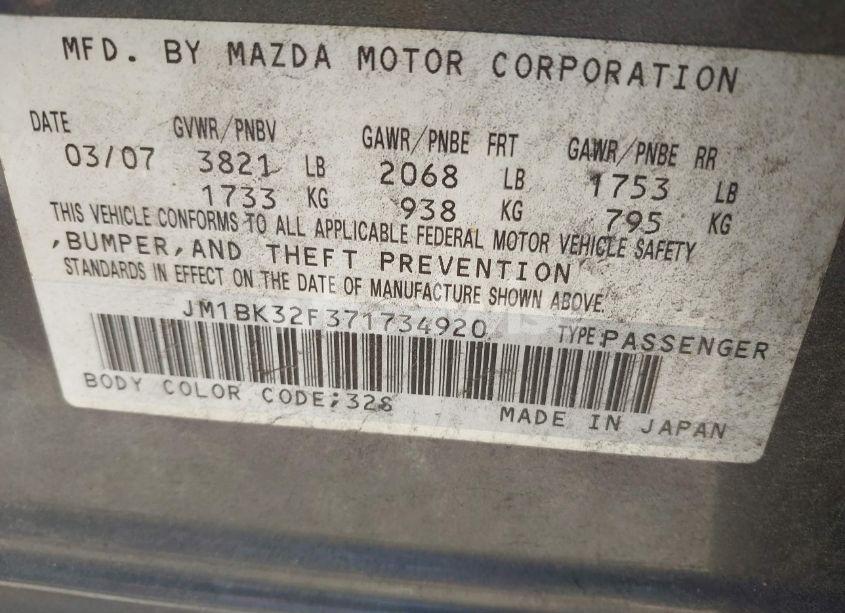 MFD. BY MAZDA MOTOR CORPORATION
DATE GVWR/PNBV GAWR/PNBE FRT GAWR/PNBE RR
03/07 3821 LB 2068 LB 1753 LB
1733 KG 938 KG 795 KG
THIS VEHICLE CONFORMS TO ALL APPLICABLE FEDERAL MOTOR VEHICLE SAFETY
,BUMPER,AND THEFT PREVENTION
STANDARDS IN EFFECT ON THE DATE OF MANUFACTURE SHOWN ABOVE.
JM1BK32F371734920 TYPE:PASSENGER
BODY COLOR CODE;32S
MADE IN JAPAN